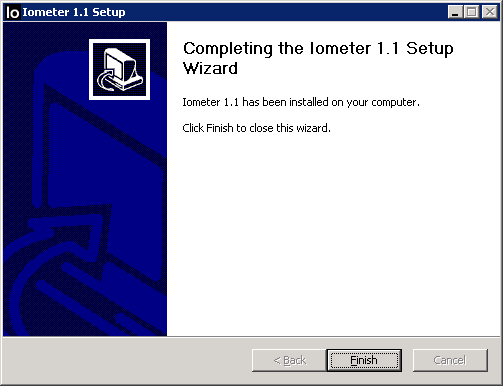 Io Iometer 1.1 Setup
Completing the Iometer 1.1 Setup
Wizard
Iometer 1.1 has been installed on your computer.
Click Finish to close this wizard.
< Back
Finish
Cancel